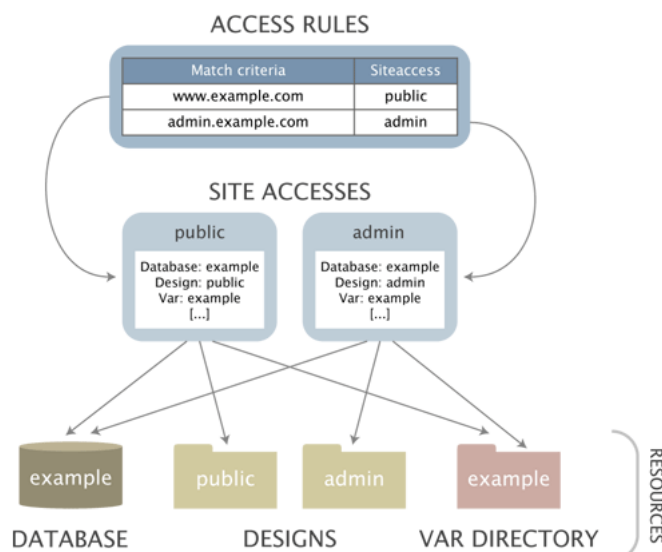 ACCESS RULES
Match criteria Siteaccess
www.example.com public
admin.example.com admin
SITE ACCESSES
public admin
Database: example Database: example
Design: public Design: admin
Var: example Var: example
[...] [...]
example public admin example
DATABASE DESIGNS VAR DIRECTORY
RESOURCES